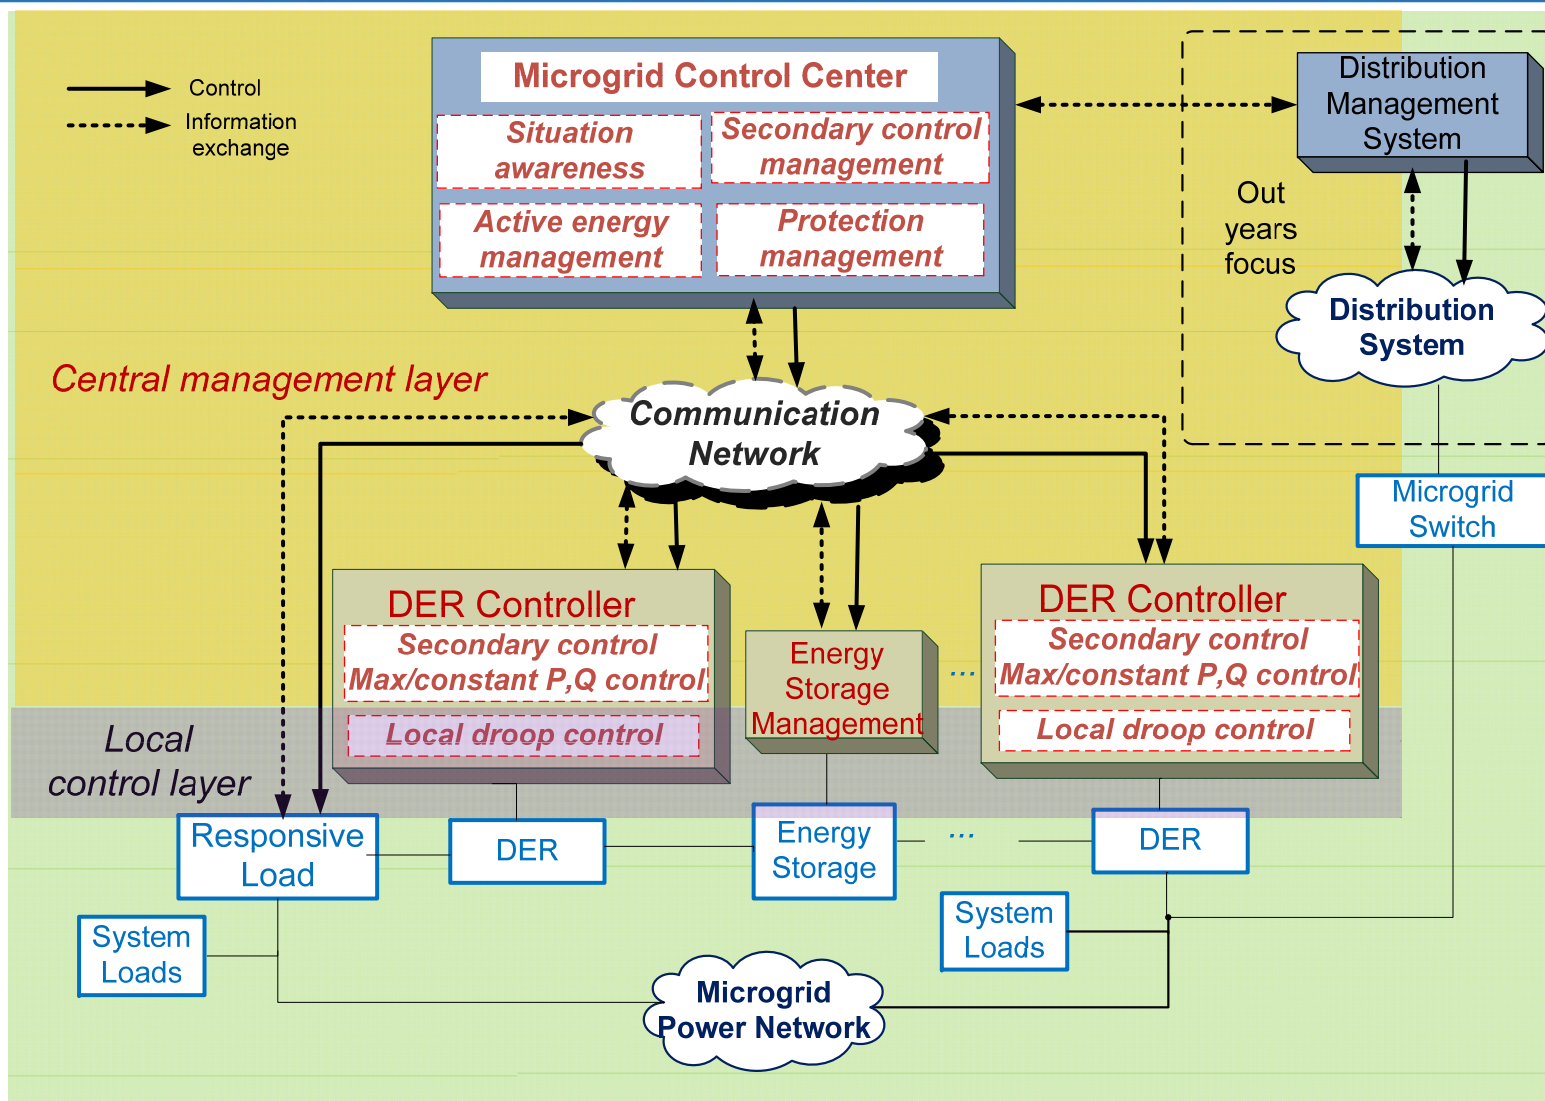 Control
Information
exchange
Microgrid Control Center
Situation
awareness
Secondary control
management
Active energy
management
Protection
management
Distribution
Management
System
Out
years
focus
Distribution
System
Central management layer
Communication
Network
Microgrid
Switch
DER Controller
Secondary control
Max/constant P,Q control
Local droop control
Energy
Storage
Management
...
DER Controller
Secondary control
Max/constant P,Q control
Local droop control
Local
control layer
Responsive
Load
DER
Energy
Storage
...
DER
System
Loads
System
Loads
Microgrid
Power Network